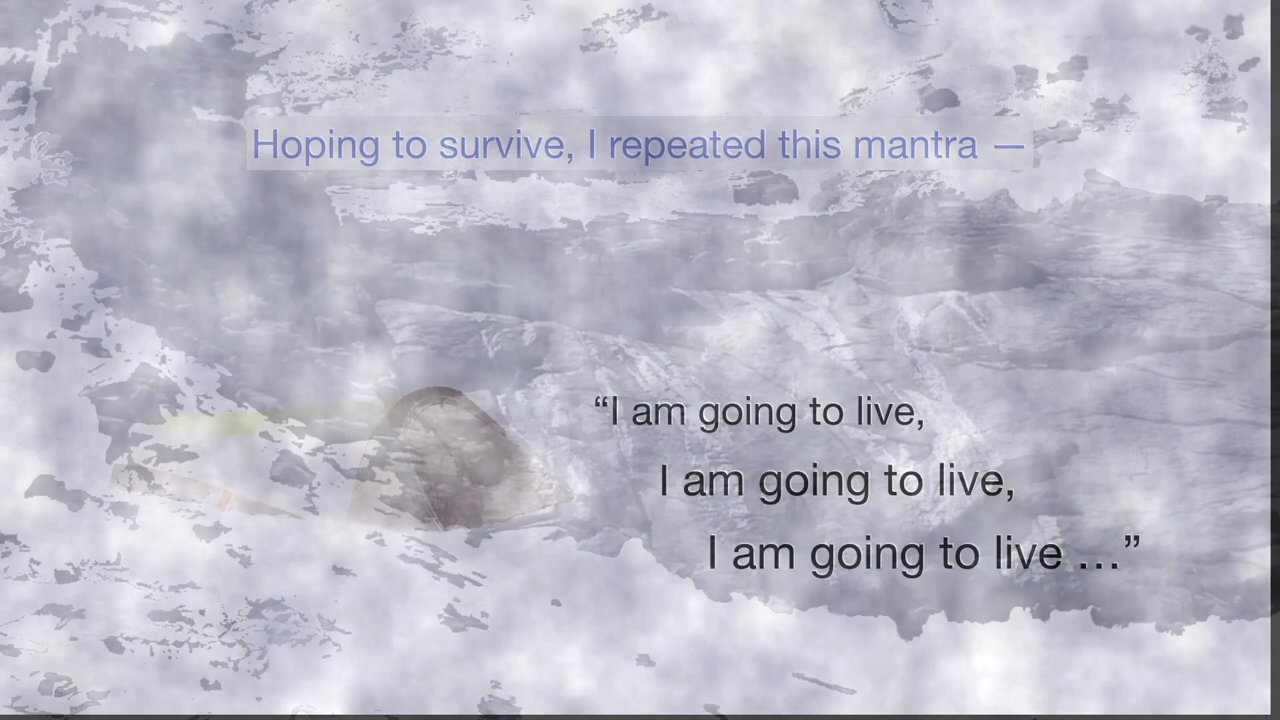 Hoping to survive, I repeated this mantra —
“I am going to live,
I am going to live,
I am going to live …”